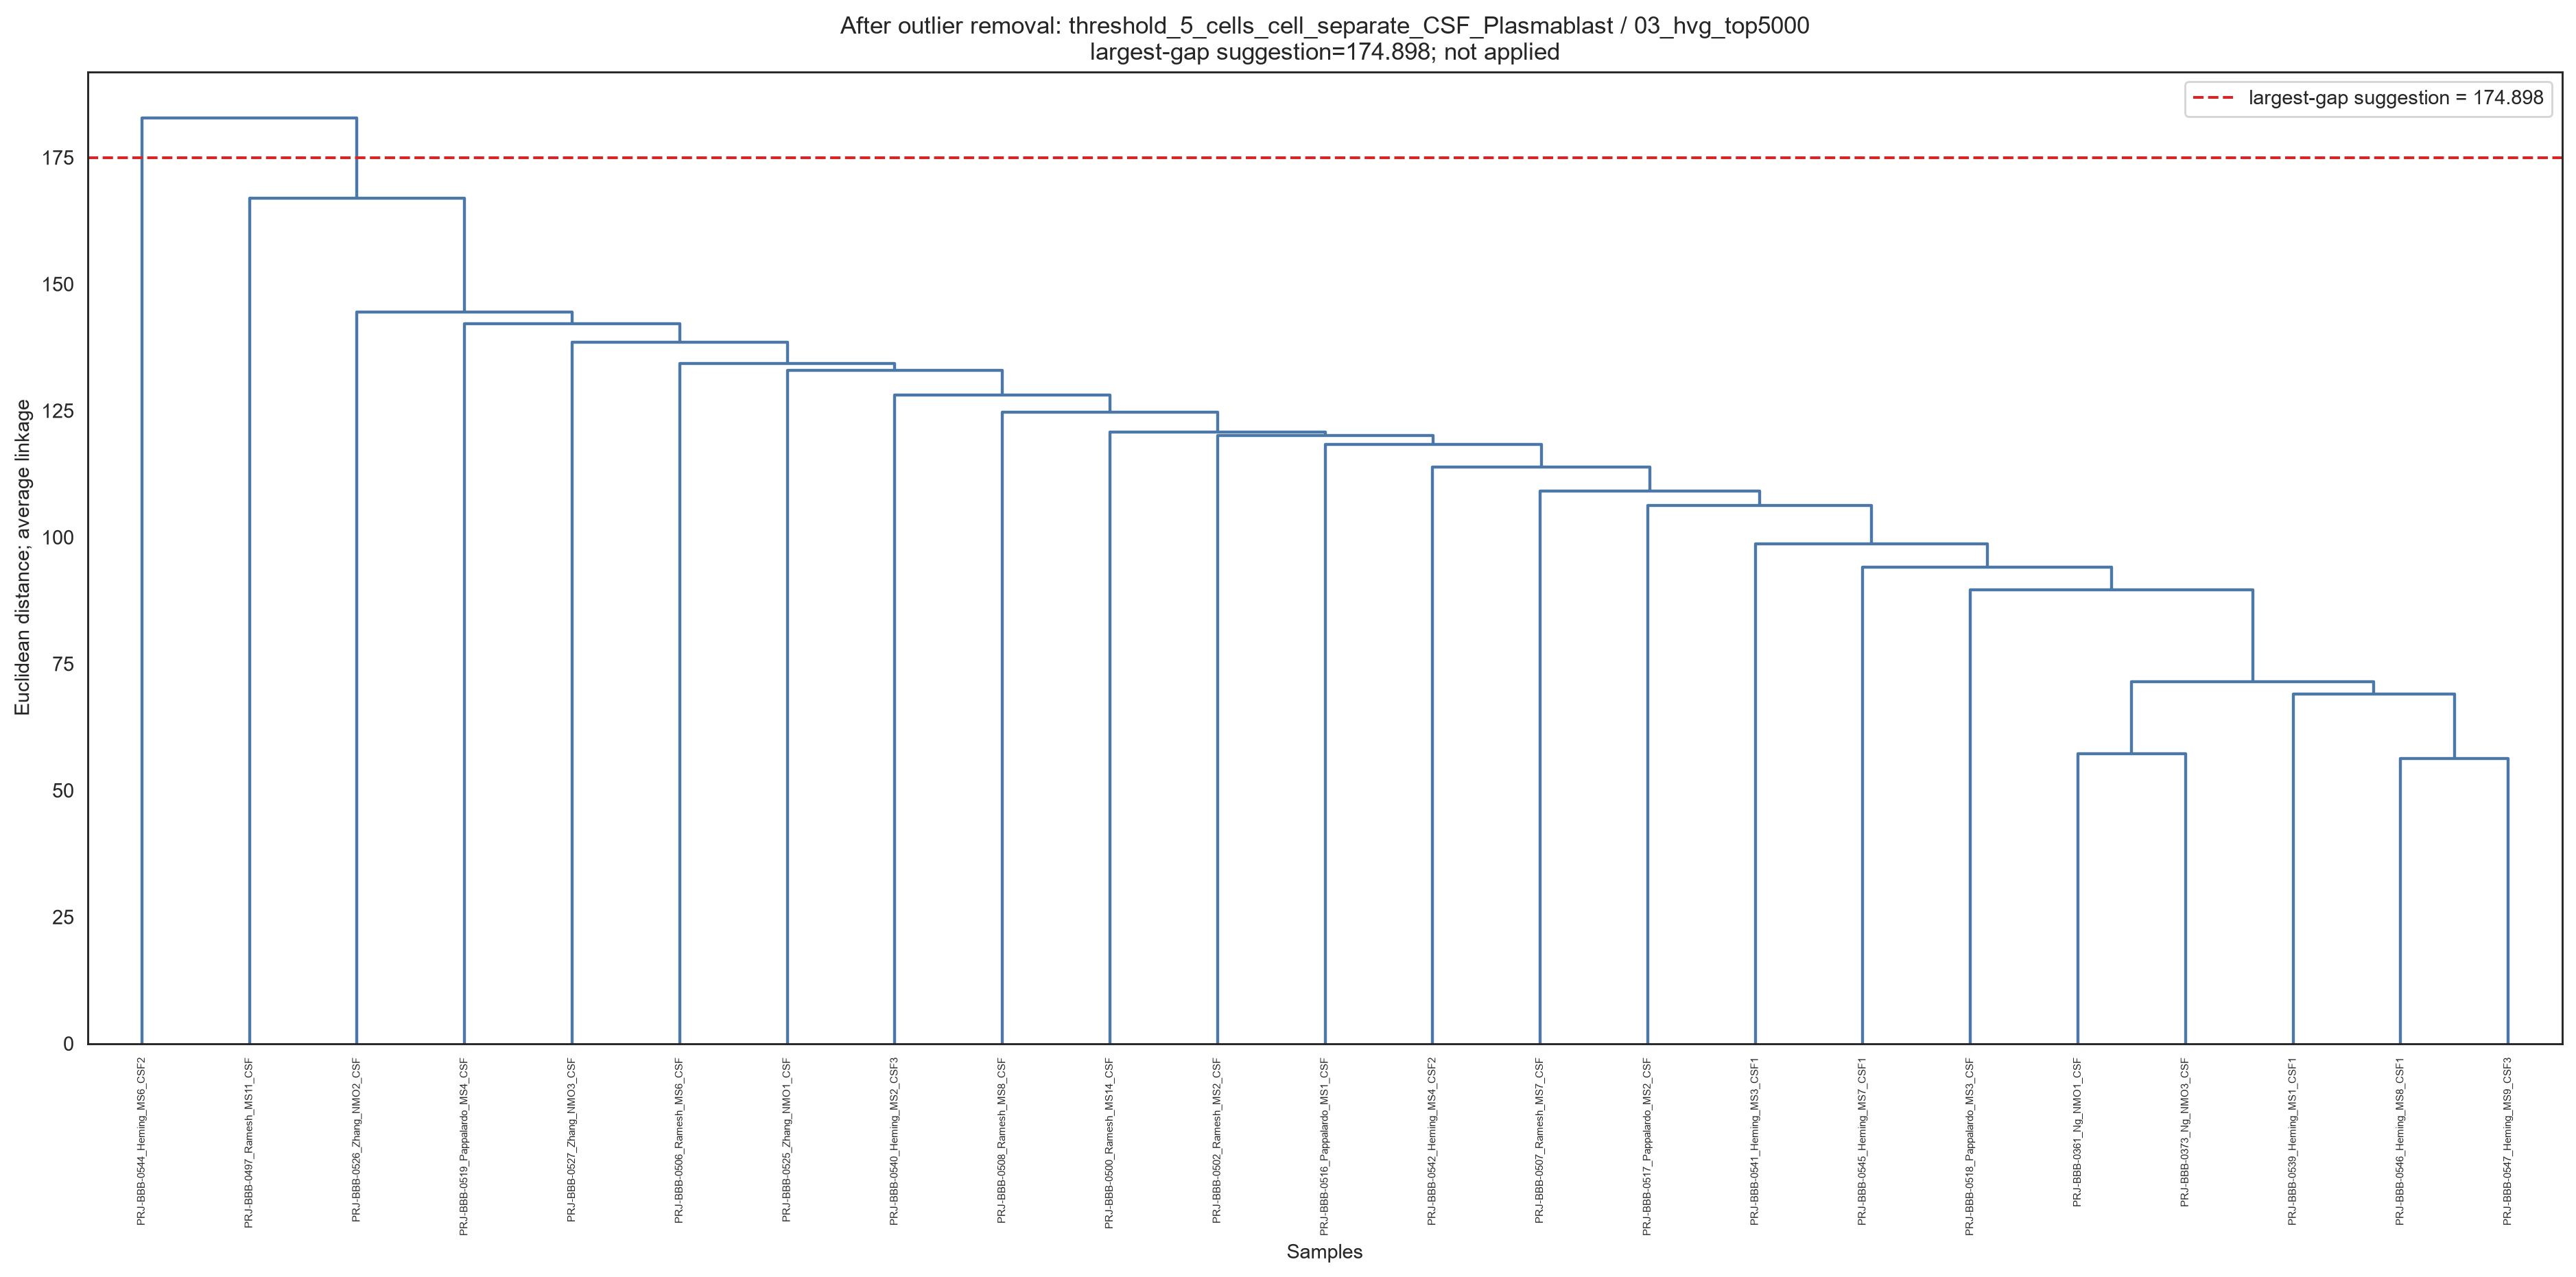 After outlier removal: threshold_5_cells_cell_separate_CSF_Plasmablast / 03_hvg_top5000
largest-gap suggestion=174.898; not applied
largest-gap suggestion = 174.898
Euclidean distance; average linkage
175
150
125
100
75
50
25
0
PRJ-BBB-0544_Heming_MS6_CSF2
PRJ-BBB-0497_Ramesh_MS11_CSF
PRJ-BBB-0526_Zhang_NMO2_CSF
PRJ-BBB-0519_Pappalardo_MS4_CSF
PRJ-BBB-0527_Zhang_NMO3_CSF
PRJ-BBB-0506_Ramesh_MS6_CSF
PRJ-BBB-0525_Zhang_NMO1_CSF
PRJ-BBB-0540_Heming_MS2_CSF3
PRJ-BBB-0508_Ramesh_MS8_CSF
PRJ-BBB-0500_Ramesh_MS14_CSF
PRJ-BBB-0502_Ramesh_MS2_CSF
PRJ-BBB-0516_Pappalardo_MS1_CSF
PRJ-BBB-0542_Heming_MS4_CSF2
PRJ-BBB-0507_Ramesh_MS7_CSF
PRJ-BBB-0517_Pappalardo_MS2_CSF
PRJ-BBB-0541_Heming_MS3_CSF1
PRJ-BBB-0545_Heming_MS7_CSF1
PRJ-BBB-0518_Pappalardo_MS3_CSF
PRJ-BBB-0361_Ng_NMO1_CSF
PRJ-BBB-0373_Ng_NMO3_CSF
PRJ-BBB-0539_Heming_MS1_CSF1
PRJ-BBB-0546_Heming_MS8_CSF1
PRJ-BBB-0547_Heming_MS9_CSF3
Samples